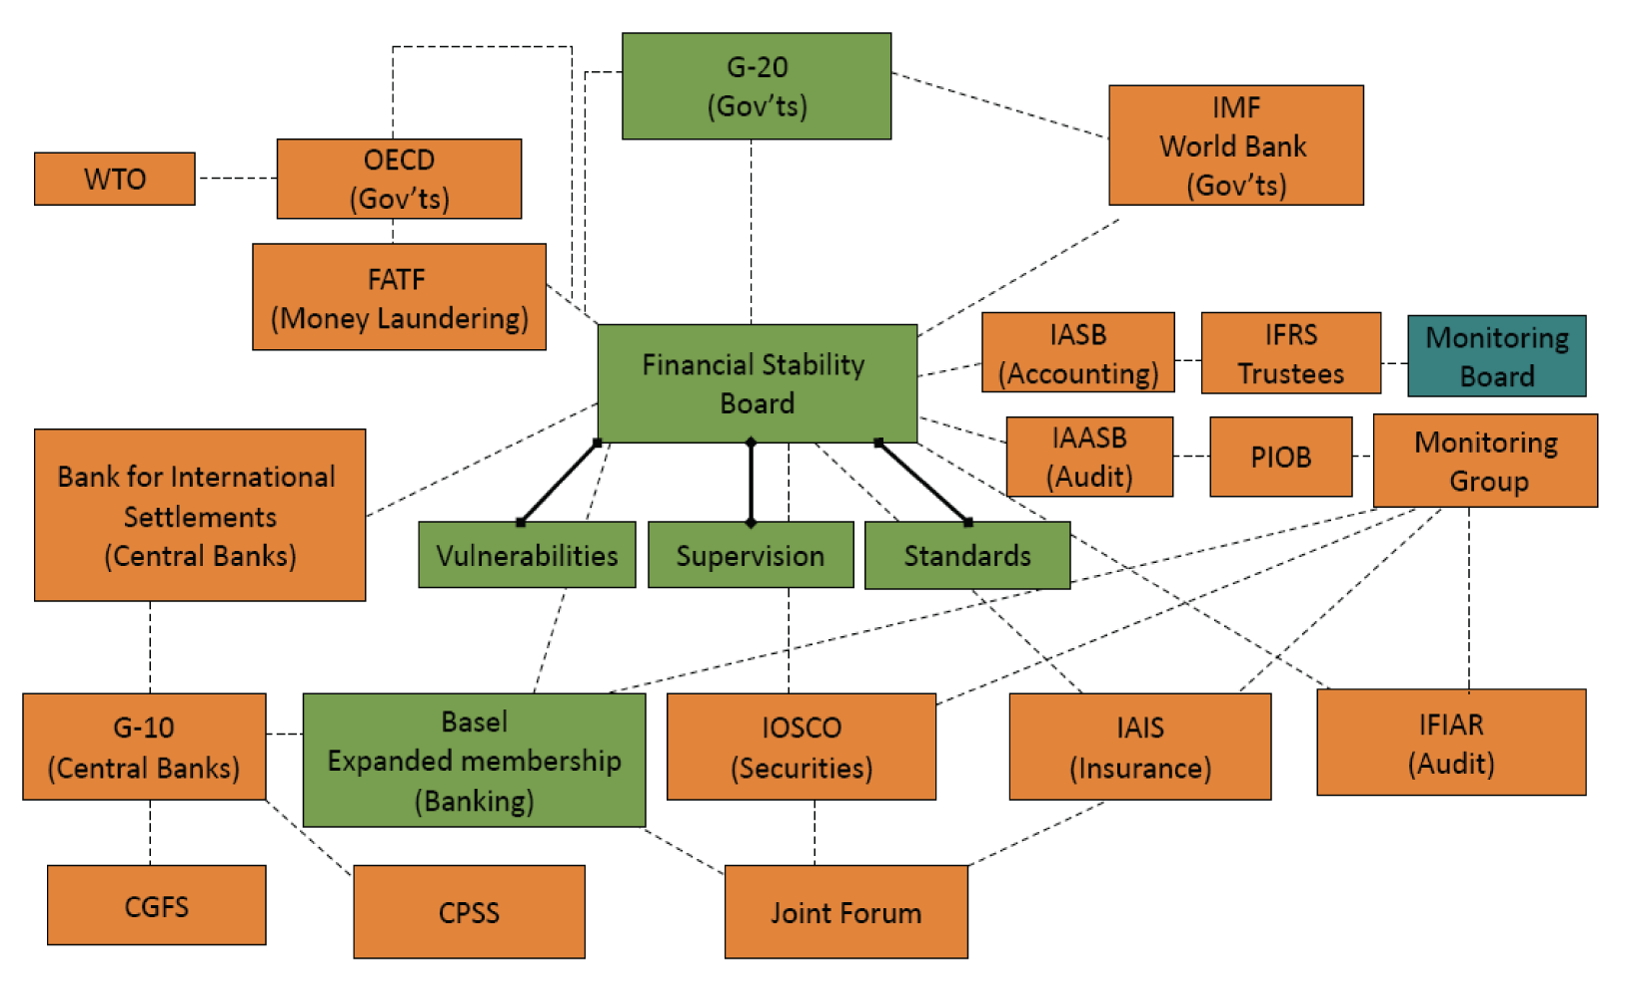 G-20
(Gov'ts)
IMF
World Bank
(Gov'ts)
WTO
OECD
(Gov'ts)
FATF
(Money Laundering)
Financial Stability
Board
IASB
(Accounting)
IFRS
Trustees
Monitoring
Board
IAASB
(Audit)
PIOB
Monitoring
Group
Bank for International
Settlements
(Central Banks)
Vulnerabilities
Supervision
Standards
G-10
(Central Banks)
Basel
Expanded membership
(Banking)
IOSCO
(Securities)
IAIS
(Insurance)
IFIAR
(Audit)
CGFS
CPSS
Joint Forum